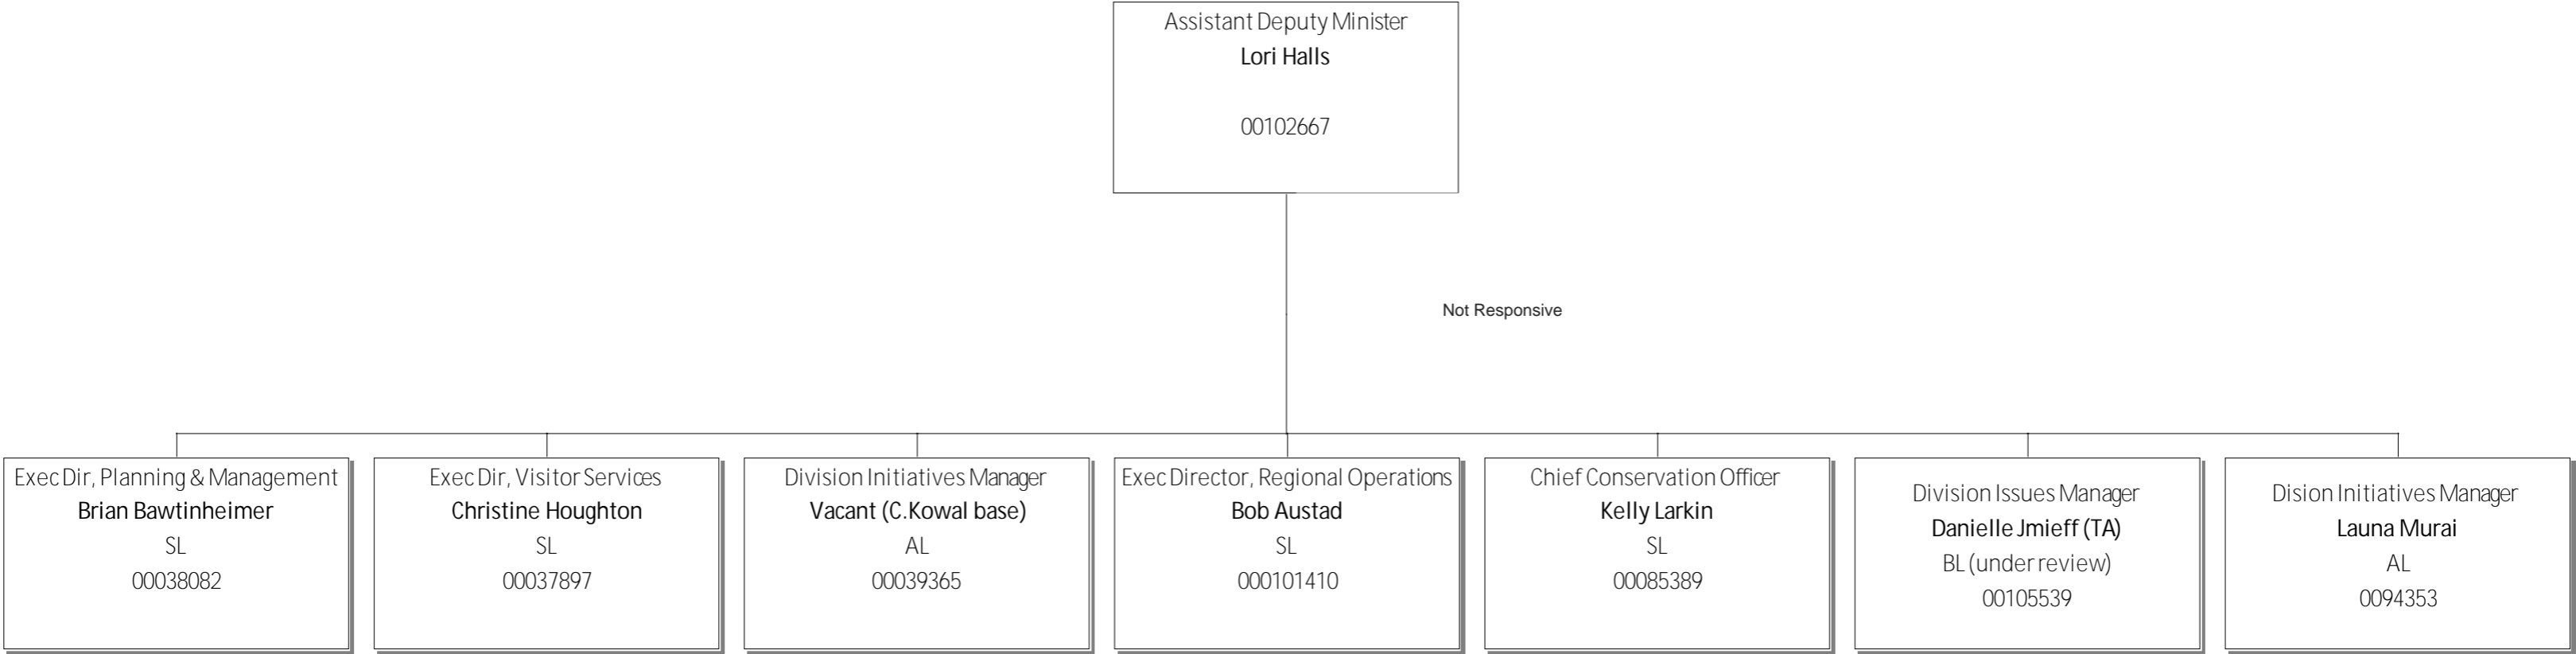 Assistant Deputy Minister
Lori Halls
00102667
Not Responsive
Exec Dir, Planning & Management
Brian Bawtinheimer
SL
00038082
Exec Dir, Visitor Services
Christine Houghton
SL
00037897
Division Initiatives Manager
Vacant (C.Kowal base)
AL
00039365
Exec Director, Regional Operations
Bob Austad
SL
000101410
Chief Conservation Officer
Kelly Larkin
SL
00085389
Division Issues Manager
Danielle Jmieff (TA)
BL (under review)
00105539
Dision Initiatives Manager
Launa Murai
AL
0094353